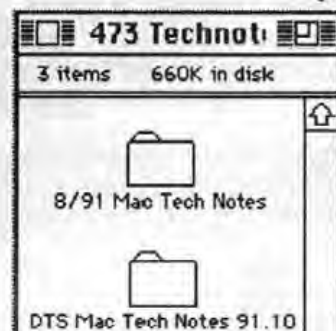 473 Technot
3 items 660K in disk
8/91 Mac Tech Notes
DTS Mac Tech Notes 91.10